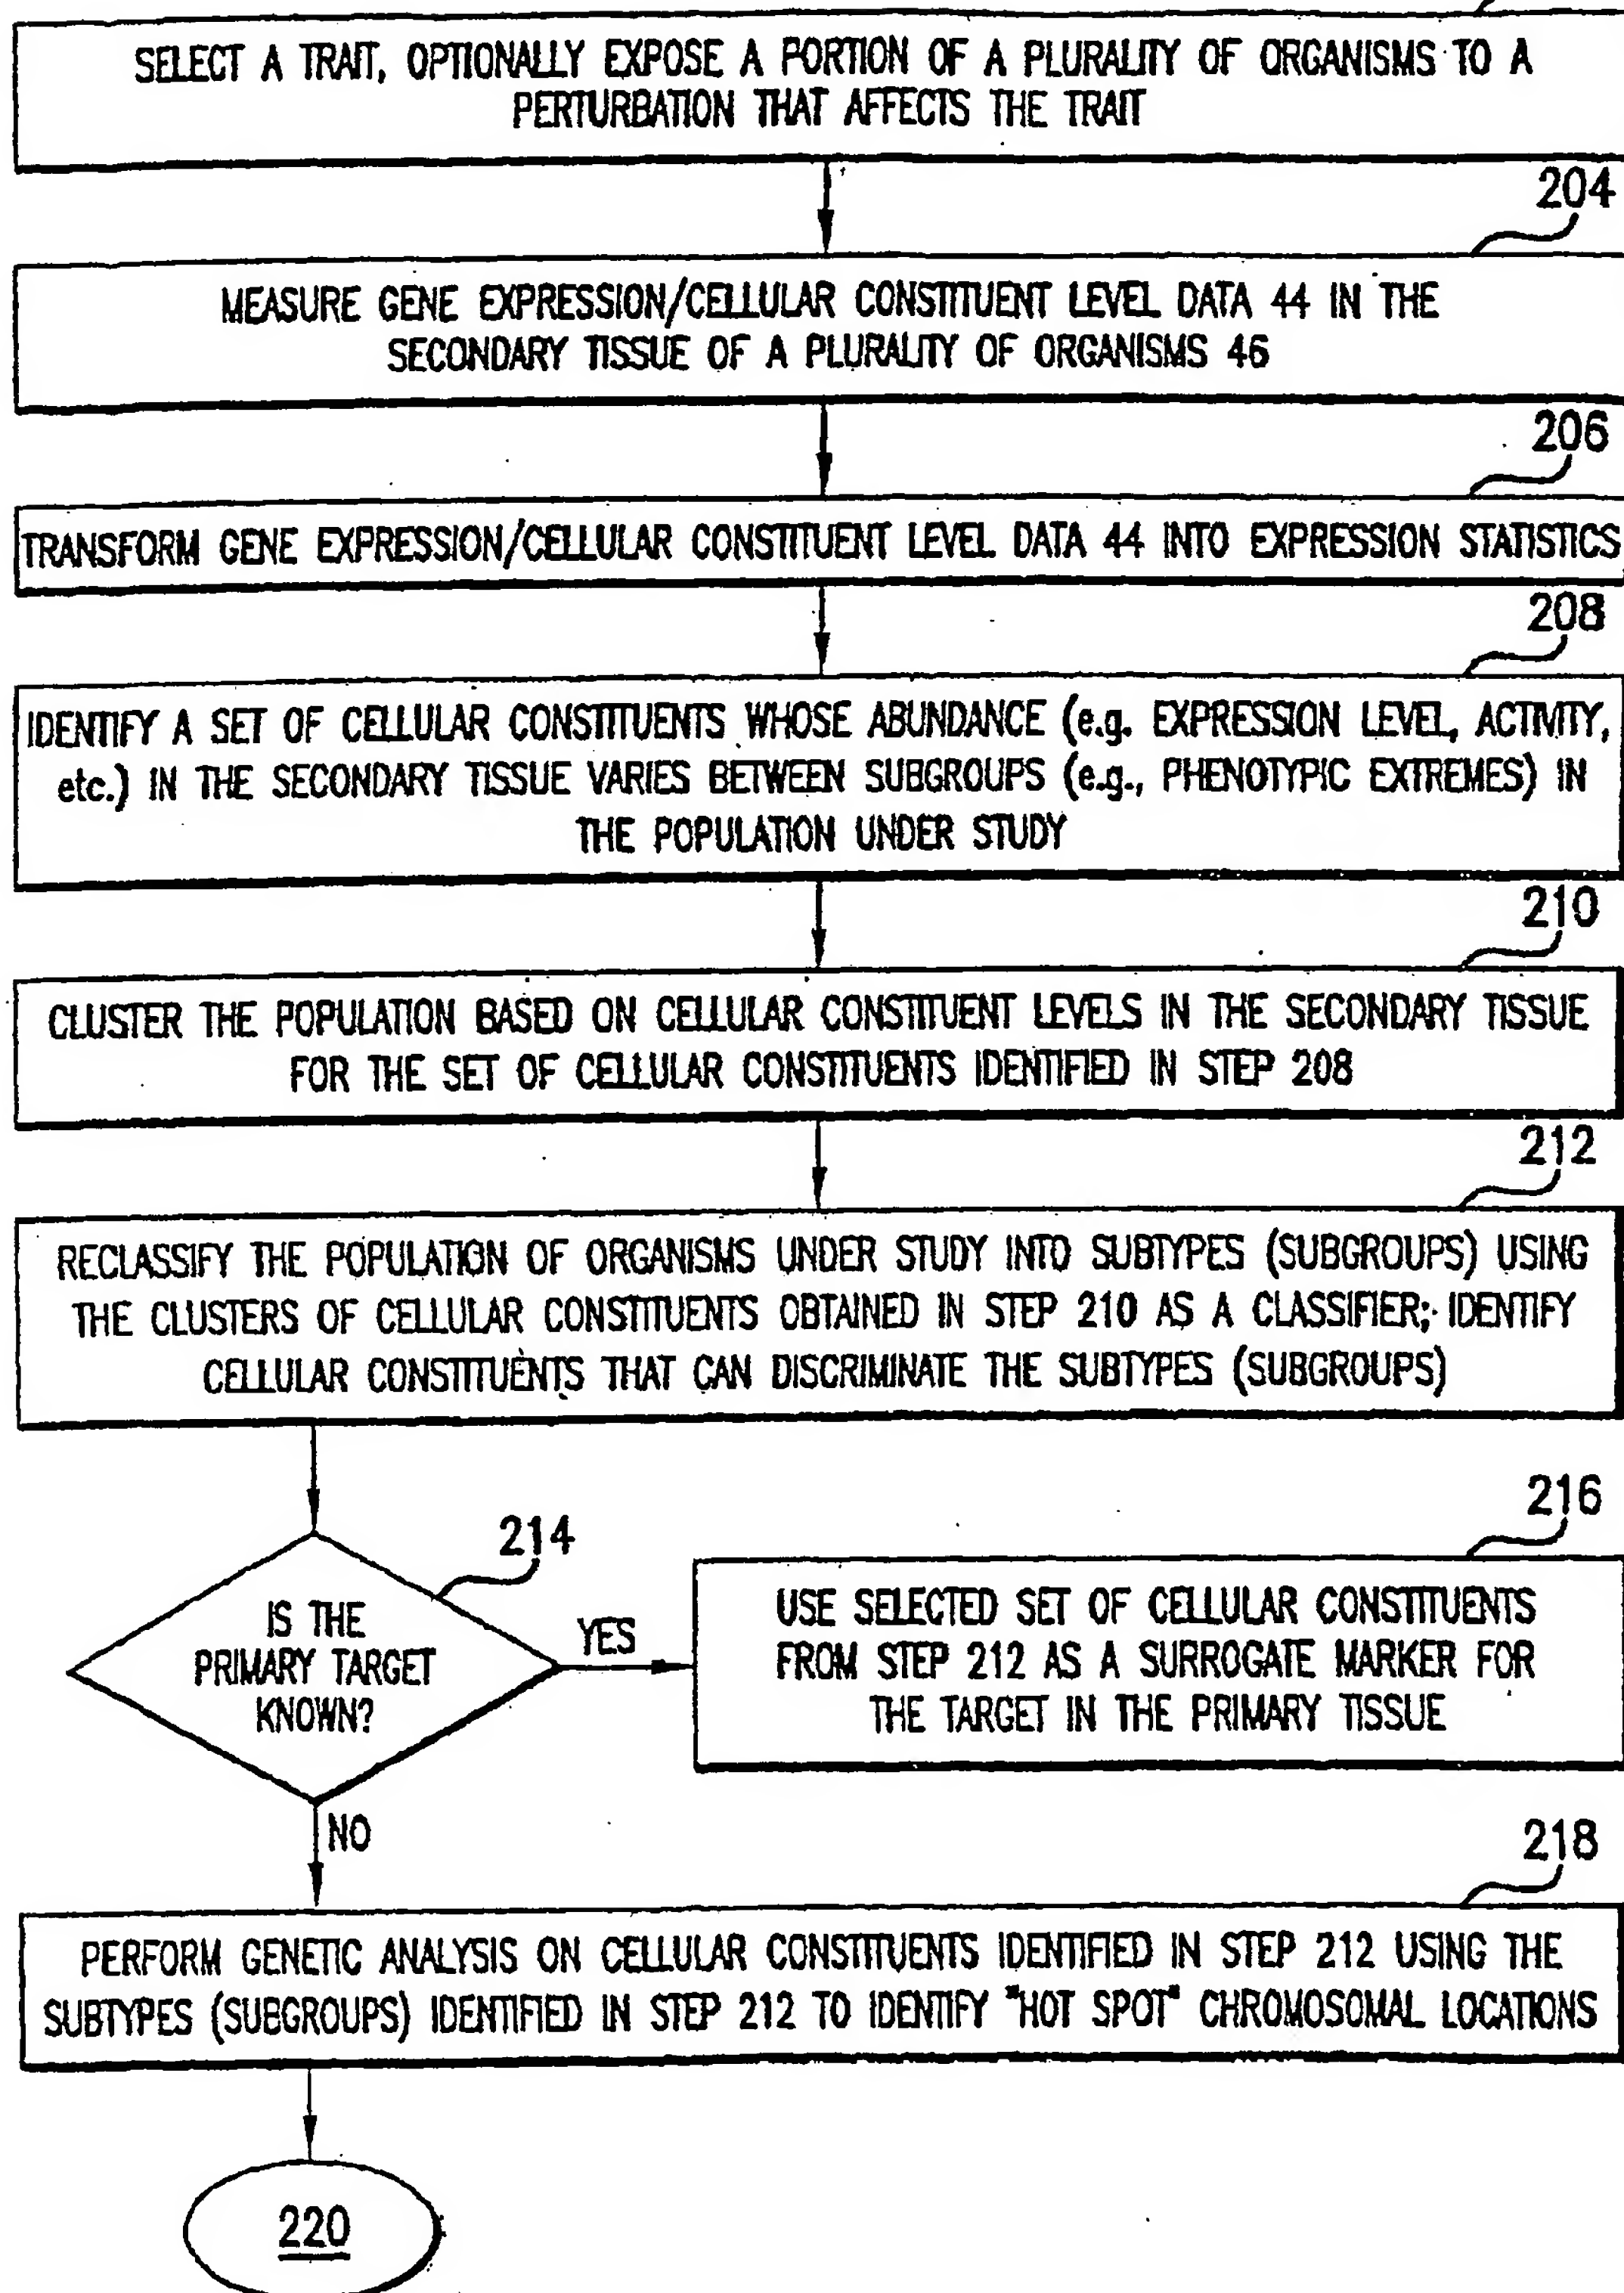 SELECT A TRAIT, OPTIONALLY EXPOSE A PORTION OF A PLURALITY OF ORGANISMS TO A
PERTURBATION THAT AFFECTS THE TRAIT
204
MEASURE GENE EXPRESSION/CELLULAR CONSTITUENT LEVEL DATA 44 IN THE
SECONDARY TISSUE OF A PLURALITY OF ORGANISMS 46
206
TRANSFORM GENE EXPRESSION/CELLULAR CONSTITUENT LEVEL DATA 44 INTO EXPRESSION STATISTICS
208
IDENTIFY A SET OF CELLULAR CONSTITUENTS WHOSE ABUNDANCE (e.g. EXPRESSION LEVEL, ACTIVITY,
etc.) IN THE SECONDARY TISSUE VARIES BETWEEN SUBGROUPS (e.g., PHENOTYPIC EXTREMES) IN
THE POPULATION UNDER STUDY
210
CLUSTER THE POPULATION BASED ON CELLULAR CONSTITUENT LEVELS IN THE SECONDARY TISSUE
FOR THE SET OF CELLULAR CONSTITUENTS IDENTIFIED IN STEP 208
212
RECLASSIFY THE POPULATION OF ORGANISMS UNDER STUDY INTO SUBTYPES (SUBGROUPS) USING
THE CLUSTERS OF CELLULAR CONSTITUENTS OBTAINED IN STEP 210 AS A CLASSIFIER; IDENTIFY
CELLULAR CONSTITUENTS THAT CAN DISCRIMINATE THE SUBTYPES (SUBGROUPS)
214
IS THE
PRIMARY TARGET
KNOWN?
YES
216
USE SELECTED SET OF CELLULAR CONSTITUENTS
FROM STEP 212 AS A SURROGATE MARKER FOR
THE TARGET IN THE PRIMARY TISSUE
NO
218
PERFORM GENETIC ANALYSIS ON CELLULAR CONSTITUENTS IDENTIFIED IN STEP 212 USING THE
SUBTYPES (SUBGROUPS) IDENTIFIED IN STEP 212 TO IDENTIFY "HOT SPOT" CHROMOSOMAL LOCATIONS
220